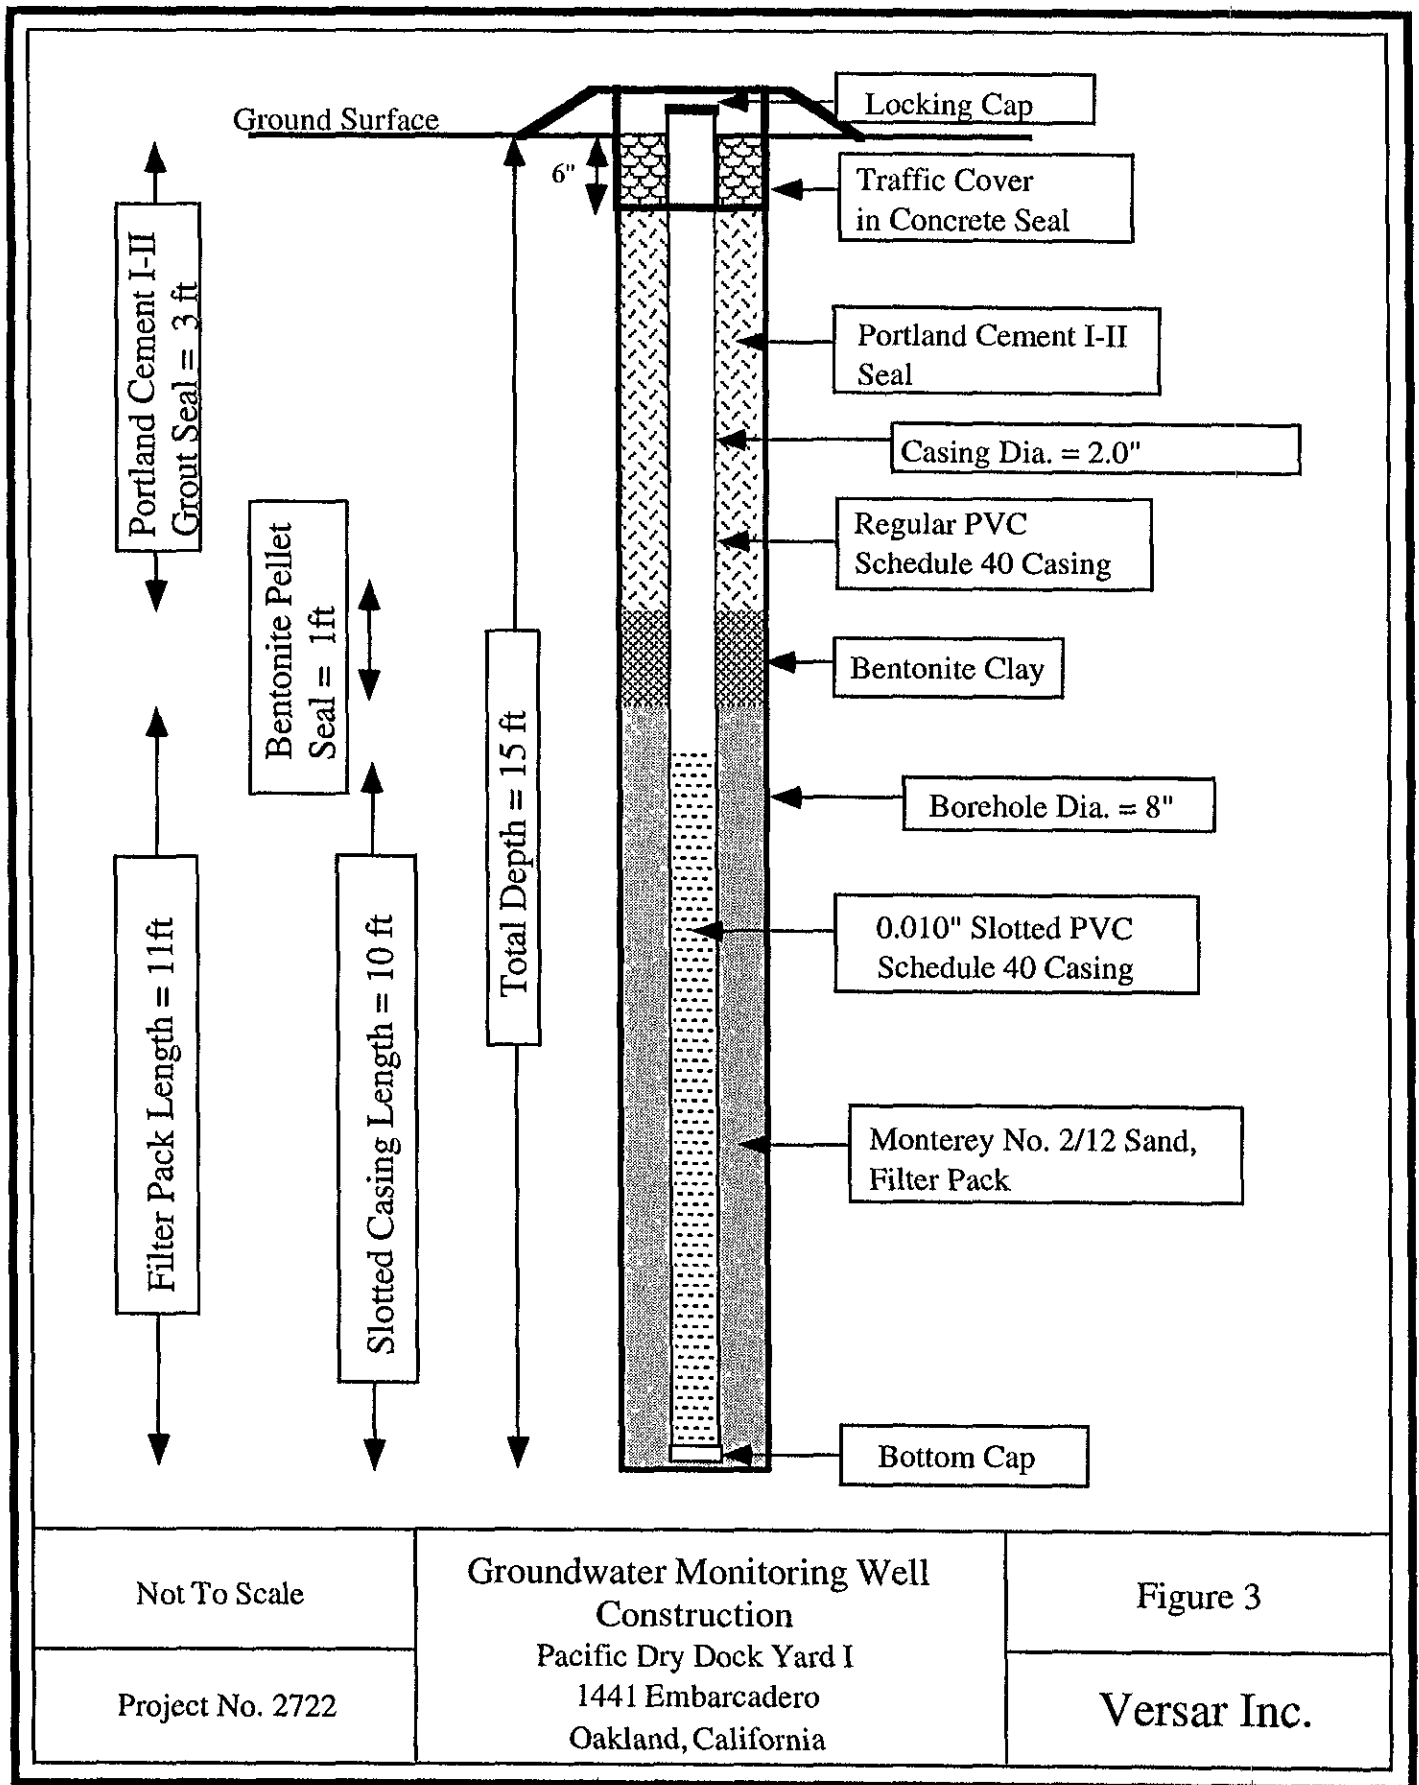 Ground Surface
Locking Cap
6"
Traffic Cover
in Concrete Seal
Portland Cement I-II
Grout Seal = 3 ft
Portland Cement I-II
Seal
Casing Dia. = 2.0"
Regular PVC
Schedule 40 Casing
Bentonite Pellet
Seal = 1ft
Bentonite Clay
Total Depth = 15 ft
Borehole Dia. = 8"
Filter Pack Length = 11ft
Slotted Casing Length = 10 ft
0.010" Slotted PVC
Schedule 40 Casing
Monterey No. 2/12 Sand,
Filter Pack
Bottom Cap
Not To Scale
Project No. 2722
Groundwater Monitoring Well
Construction
Pacific Dry Dock Yard I
1441 Embarcadero
Oakland, California
Figure 3
Versar Inc.